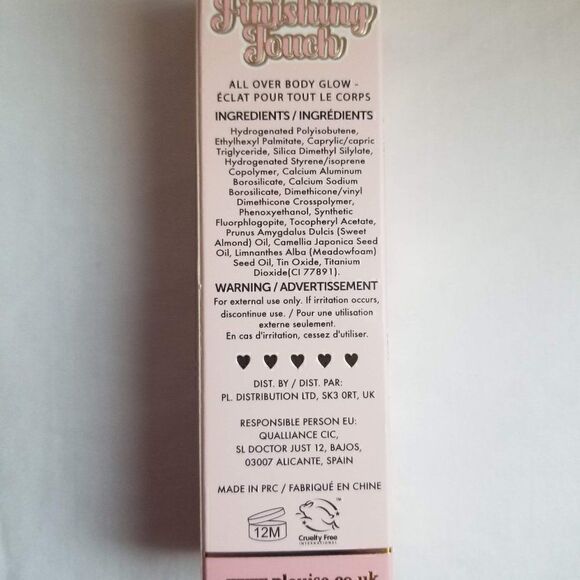 Finishing
Touch
ALL OVER BODY GLOW -
ÉCLAT POUR TOUT LE CORPS
INGREDIENTS / INGRÉDIENTS
Hydrogenated Polyisobutene,
Ethylhexyl Palmitate, Caprylic/capric
Triglyceride, Silica Dimethyl Silylate,
Hydrogenated Styrene/isoprene
Copolymer, Calcium Aluminum
Borosilicate, Calcium Sodium
Borosilicate, Dimethicone/vinyl
Dimethicone Crosspolymer,
Phenoxyethanol, Synthetic
Fluorphlogopite, Tocopheryl Acetate,
Prunus Amygdalus Dulcis (Sweet
Almond) Oil, Camellia Japonica Seed
Oil, Limnanthes Alba (Meadowfoam)
Seed Oil, Tin Oxide, Titanium
Dioxide(CI 77891).
WARNING / ADVERTISSEMENT
For external use only. If irritation occurs,
discontinue use. / Pour une utilisation
externe seulement.
En cas d'irritation, cessez d'utiliser.
DIST. BY / DIST. PAR:
PL. DISTRIBUTION LTD, SK3 0RT, UK
RESPONSIBLE PERSON EU:
QUALLIANCE CIC,
SL DOCTOR JUST 12, BAJOS,
03007 ALICANTE, SPAIN
MADE IN PRC / FABRIQUÉ EN CHINE
12M
TM
Cruelty Free
INTERNATIONAL
www.plouise.co.uk